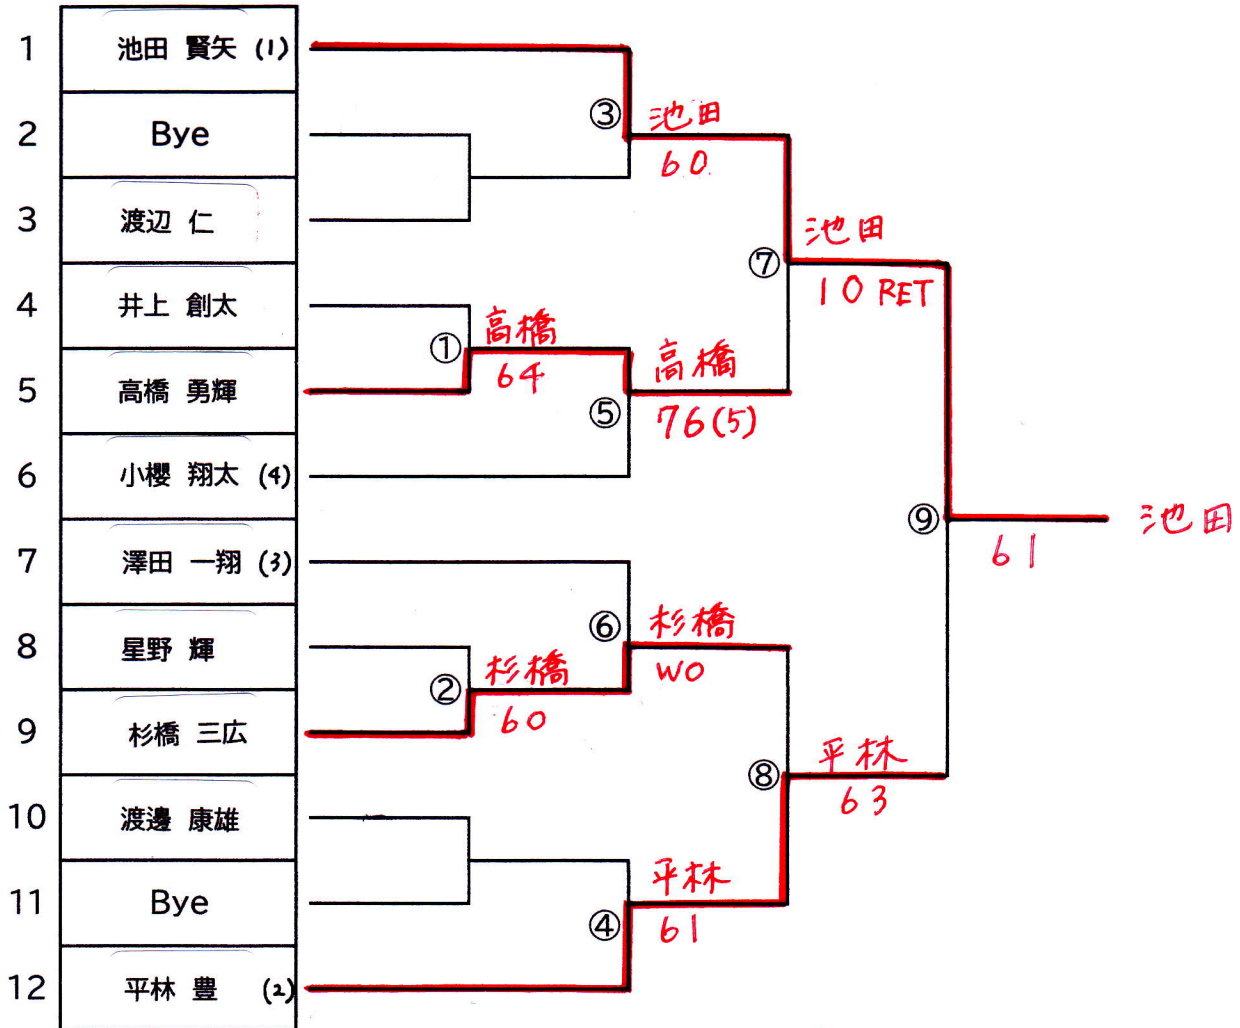 1 池田 賢矢 (1)
2 Bye
3 渡辺 仁
4 井上 創太
5 高橋 勇輝
6 小櫻 翔太 (4)
7 澤田 一翔 (3)
8 星野 輝
9 杉橋 三広
10 渡邊 康雄
11 Bye
12 平林 豊 (2)
① 高橋
64
② 杉橋
60
③ 池田
60
⑤ 高橋
76(5)
⑥ 杉橋
WO
④ 平林
61
⑦ 池田
10 RET
⑧ 平林
63
⑨ 池田
61